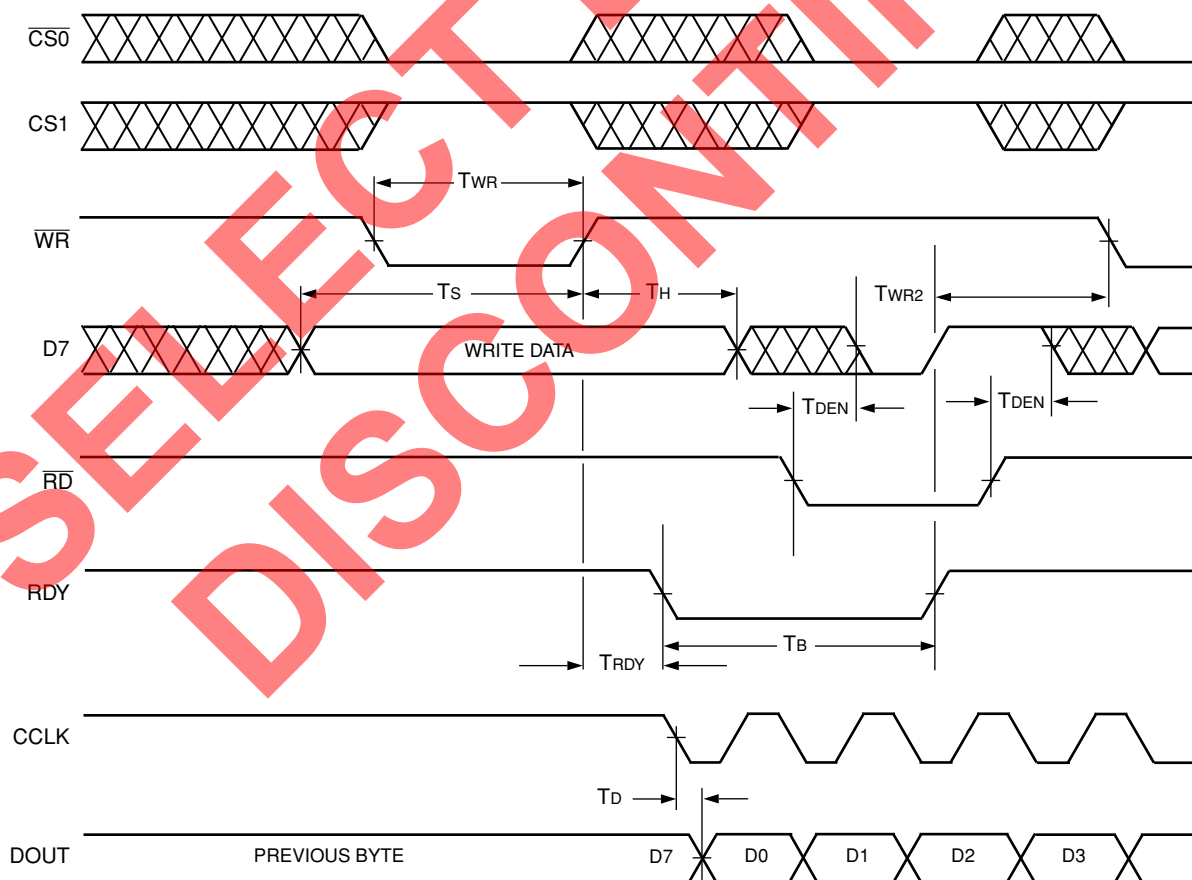 CS0
CS1
TWR
WR
TS
TH
TWR2
D7
WRITE DATA
TDEN
TDEN
RD
RDY
TB
TRDY
CCLK
TD
DOUT
PREVIOUS BYTE
D7
D0
D1
D2
D3
SELECT D
DISCONTIN